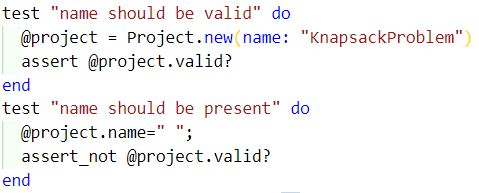 test "name should be valid" do
  @project = Project.new(name: "KnapsackProblem")
  assert @project.valid?
end
test "name should be present" do
  @project.name=" ";
  assert_not @project.valid?
end